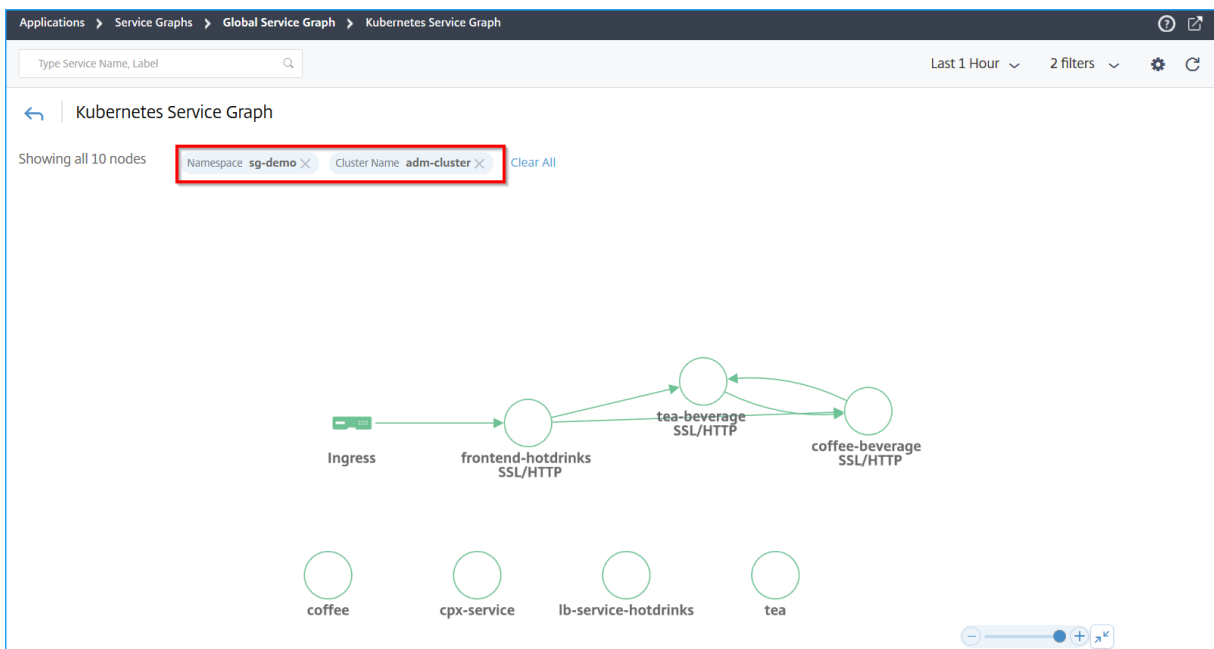 Applications > Service Graphs > Global Service Graph > Kubernetes Service Graph
Type Service Name, Label
Last 1 Hour
2 filters
Kubernetes Service Graph
Showing all 10 nodes
Namespace sg-demo
Cluster Name adm-cluster
Clear All
tea-beverage
SSL/HTTP
coffee-beverage
SSL/HTTP
Ingress
frontend-hotdrinks
SSL/HTTP
coffee
cpx-service
lb-service-hotdrinks
tea